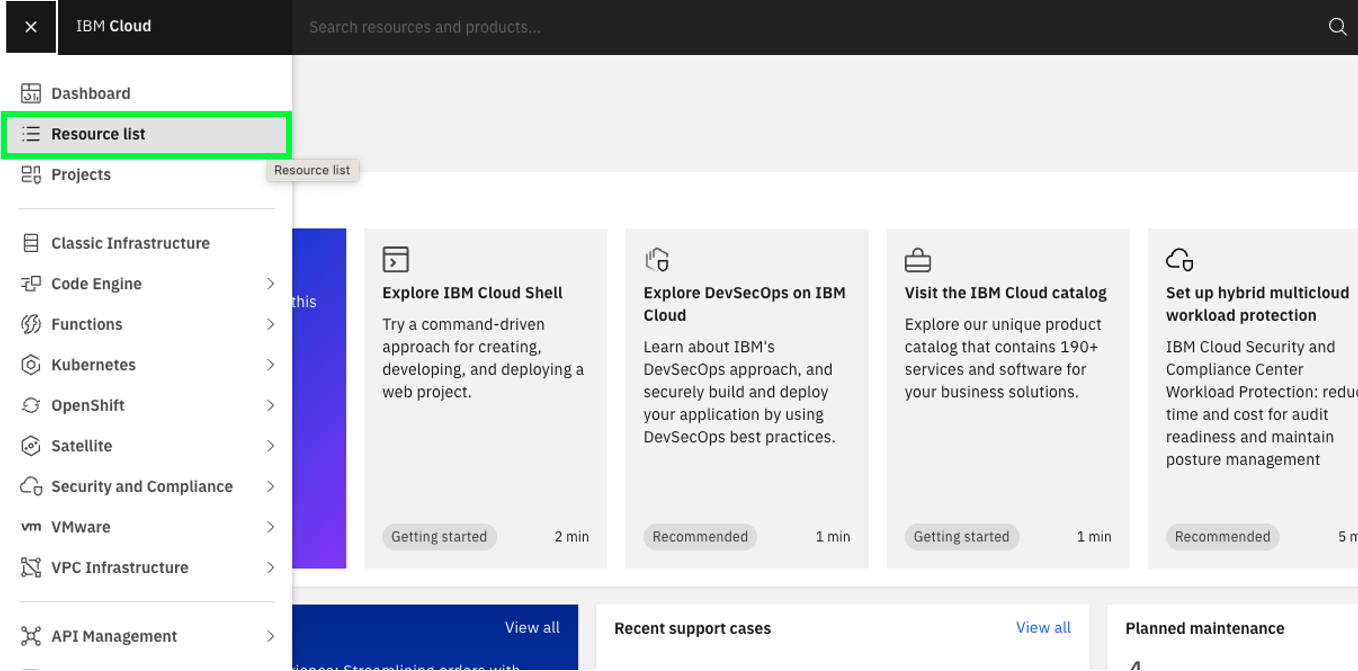 IBM Cloud
Search resources and products...
Dashboard
Resource list
Projects
Resource list
Classic Infrastructure
Code Engine
Functions
Kubernetes
OpenShift
Satellite
Security and Compliance
vm VMware
VPC Infrastructure
API Management
this
Explore IBM Cloud Shell
Try a command-driven
approach for creating,
developing, and deploying a
web project.
Getting started 2 min
Explore DevSecOps on IBM
Cloud
Learn about IBM's
DevSecOps approach, and
securely build and deploy
your application by using
DevSecOps best practices.
Recommended 1 min
Visit the IBM Cloud catalog
Explore our unique product
catalog that contains 190+
services and software for
your business solutions.
Getting started 1 min
Set up hybrid multicloud
workload protection
IBM Cloud Security and
Compliance Center
Workload Protection: redu
time and cost for audit
readiness and maintain
posture management
Recommended 5 m
View all
rience: Streamlining orders with
Recent support cases View all
Planned maintenance